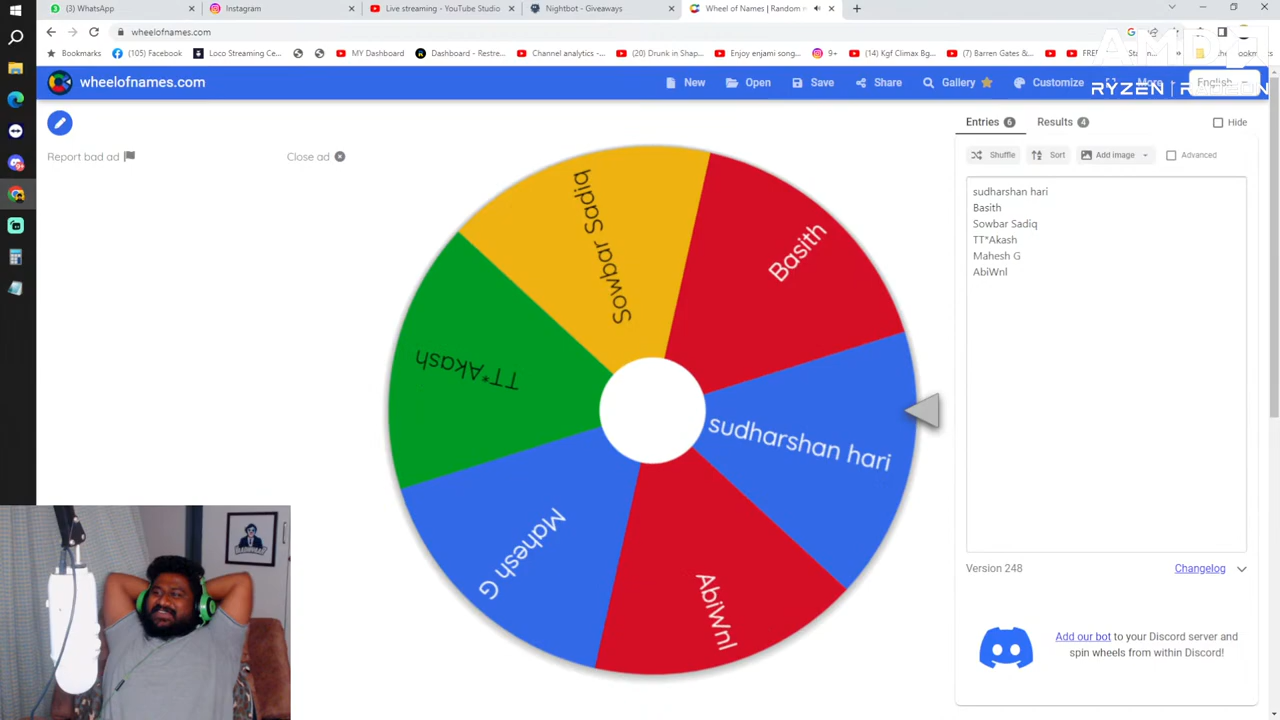 (3) WhatsApp
Instagram
Live streaming - YouTube Studio
Nightbot - Giveaways
Wheel of Names | Random n
wheelofnames.com
Bookmarks
(105) Facebook
Loco Streaming Ce
MY Dashboard
Dashboard - Restre...
Channel analytics -...
(20) Drunk in Shap...
Enjoy enjami song...
9+
(14) Kgf Climax Bg...
(7) Barren Gates &...
FREE
AMD
RYZEN | RADEON
wheelofnames.com
New
Open
Save
Share
Gallery
Customize
More
English
Report bad ad
Close ad
Entries 6
Results 4
Hide
Shuffle
Sort
Add image
Advanced
sudharshan hari
Basith
Sowbar Sadiq
TT*Akash
Mahesh G
AbiWnl
Sowbar Sadiq
Basith
TT*Akash
sudharshan hari
Mahesh G
AbiWnl
Version 248
Changelog
Add our bot to your Discord server and
spin wheels from within Discord!